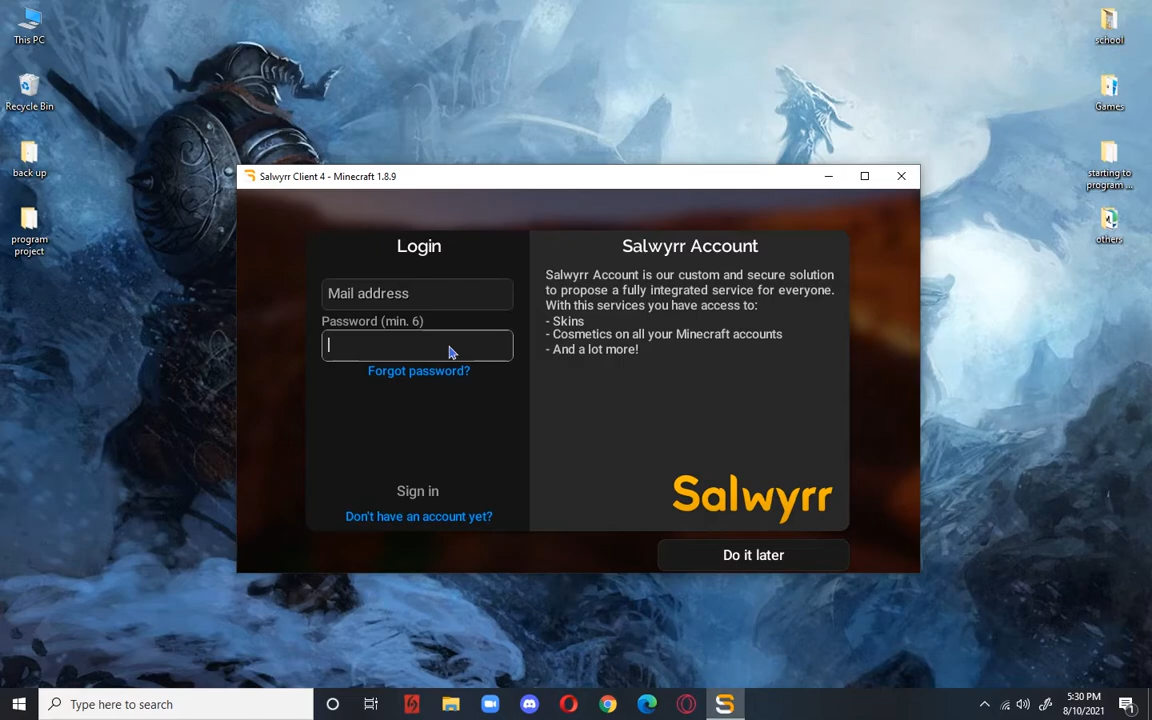 This PC
Recycle Bin
back up
program
project
school
Games
starting to
program ...
others
Salwyrr Client 4 - Minecraft 1.8.9
Login
Mail address
Password (min. 6)
Forgot password?
Sign in
Don't have an account yet?
Salwyrr Account
Salwyrr Account is our custom and secure solution
to propose a fully integrated service for everyone.
With this services you have access to:
- Skins
- Cosmetics on all your Minecraft accounts
- And a lot more!
Salwyrr
Do it later
Type here to search
5:30 PM
8/10/2021
1